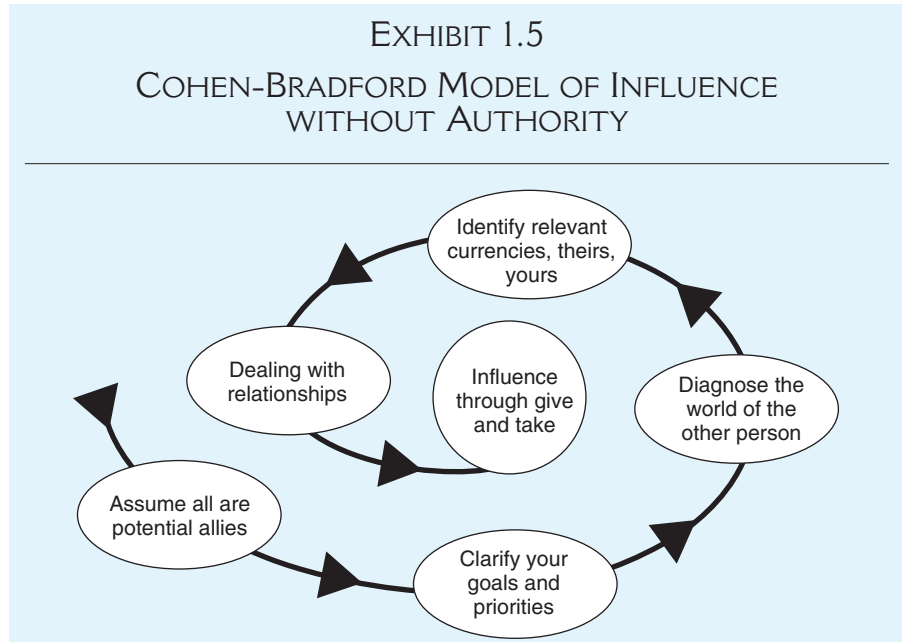 EXHIBIT 1.5
COHEN-BRADFORD MODEL OF INFLUENCE
WITHOUT AUTHORITY
Identify relevant
currencies, theirs,
yours
Dealing with
relationships
Influence
through give
and take
Diagnose the
world of the
other person
Assume all are
potential allies
Clarify your
goals and
priorities